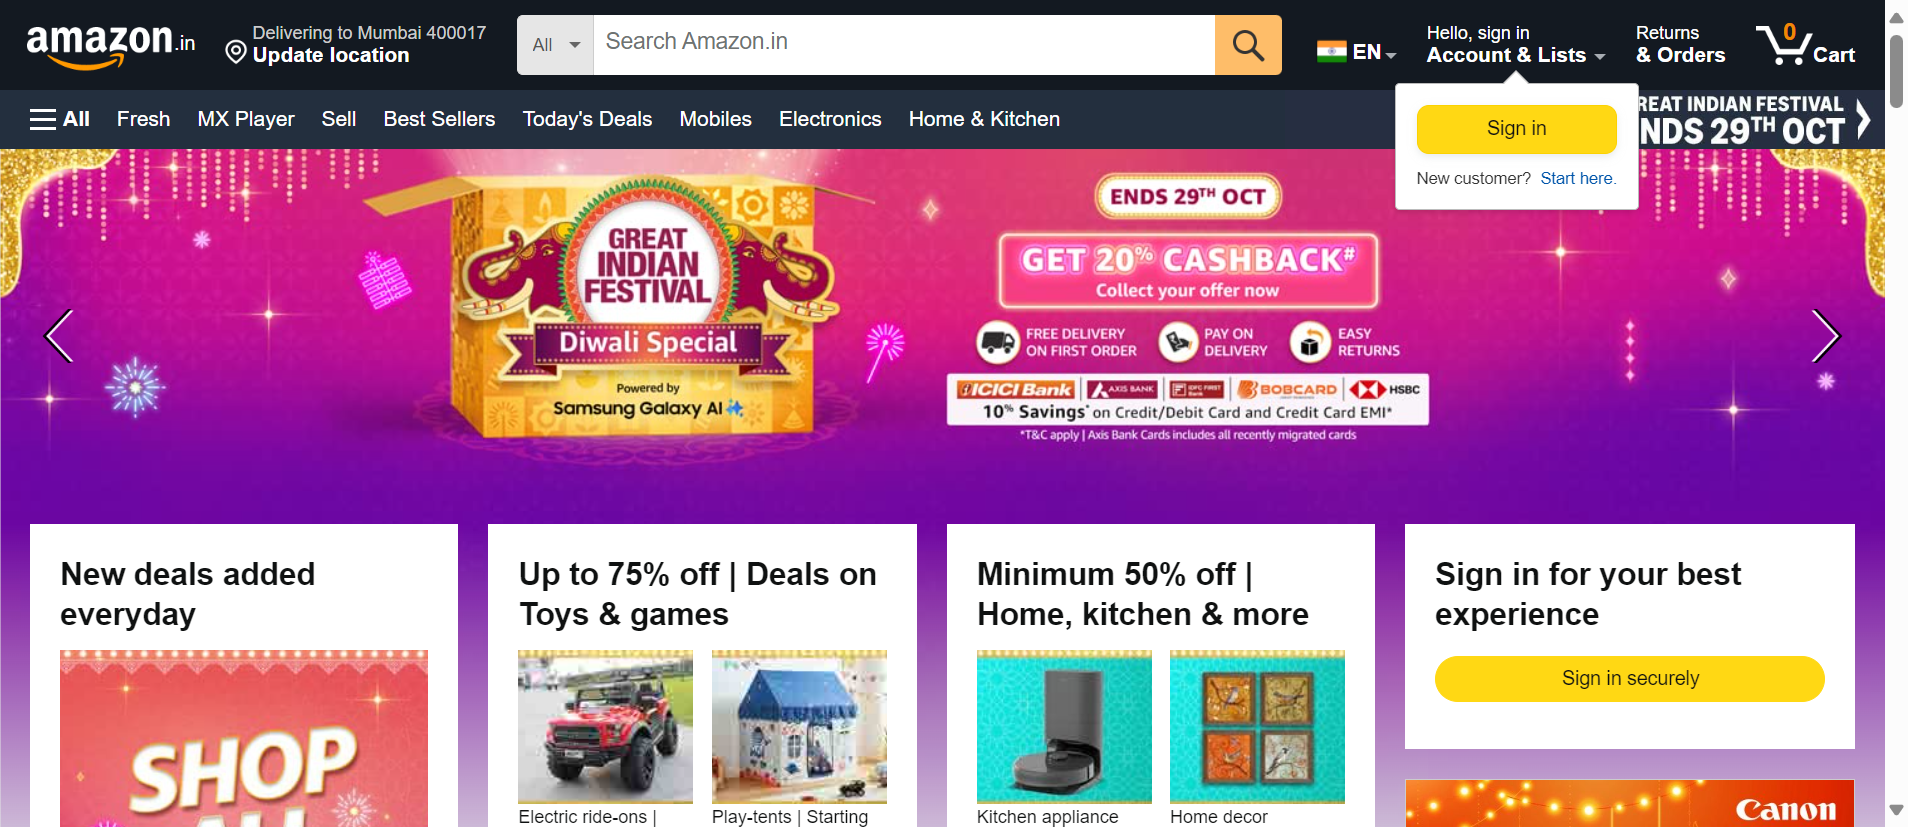 amazon.in
Delivering to Mumbai 400017
Update location
All
Search Amazon.in
EN
Hello, sign in
Account & Lists
Returns
& Orders
0
Cart
All
Fresh
MX Player
Sell
Best Sellers
Today's Deals
Mobiles
Electronics
Home & Kitchen
REAT INDIAN FESTIVAL
NDS 29TH OCT
Sign in
New customer? Start here.
GREAT
INDIAN
FESTIVAL
Diwali Special
Powered by
Samsung Galaxy AI
ENDS 29TH OCT
GET 20% CASHBACK#
Collect your offer now
FREE DELIVERY
ON FIRST ORDER
PAY ON
DELIVERY
EASY
RETURNS
ICICI Bank
AXIS BANK
IDFC FIRST
Bank
BOBCARD
HSBC
10% Savings* on Credit/Debit Card and Credit Card EMI*
*T&C apply | Axis Bank Cards includes all recently migrated cards
New deals added
everyday
SHOP
ALL
Up to 75% off | Deals on
Toys & games
Electric ride-ons |
Play-tents | Starting
Minimum 50% off |
Home, kitchen & more
Kitchen appliance
Home decor
Sign in for your best
experience
Sign in securely
Canon